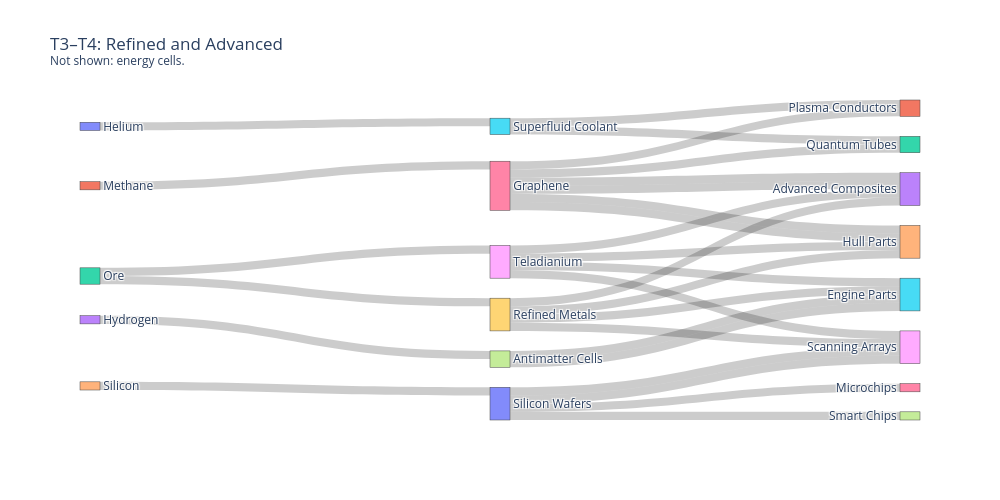 T3–T4: Refined and Advanced
Not shown: energy cells.
Helium
Methane
Ore
Hydrogen
Silicon
Superfluid Coolant
Graphene
Teladianium
Refined Metals
Antimatter Cells
Silicon Wafers
Plasma Conductors
Quantum Tubes
Advanced Composites
Hull Parts
Engine Parts
Scanning Arrays
Microchips
Smart Chips